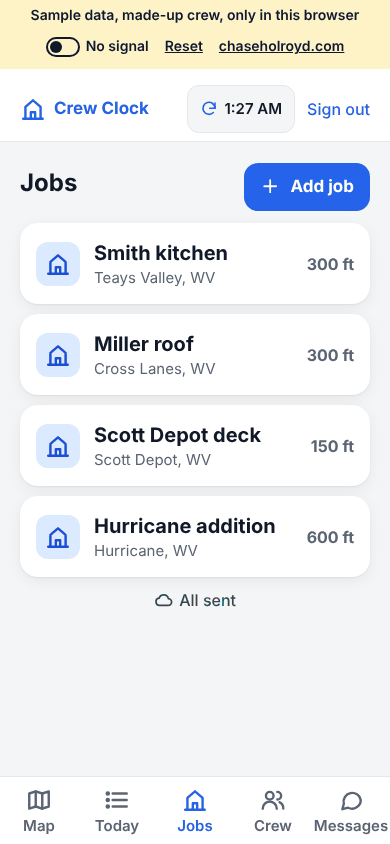 Sample data, made-up crew, only in this browser
No signal Reset chaseholroyd.com
Crew Clock 1:27 AM Sign out
Jobs Add job
Smith kitchen
Teays Valley, WV
300 ft
Miller roof
Cross Lanes, WV
300 ft
Scott Depot deck
Scott Depot, WV
150 ft
Hurricane addition
Hurricane, WV
600 ft
All sent
Map Today Jobs Crew Messages